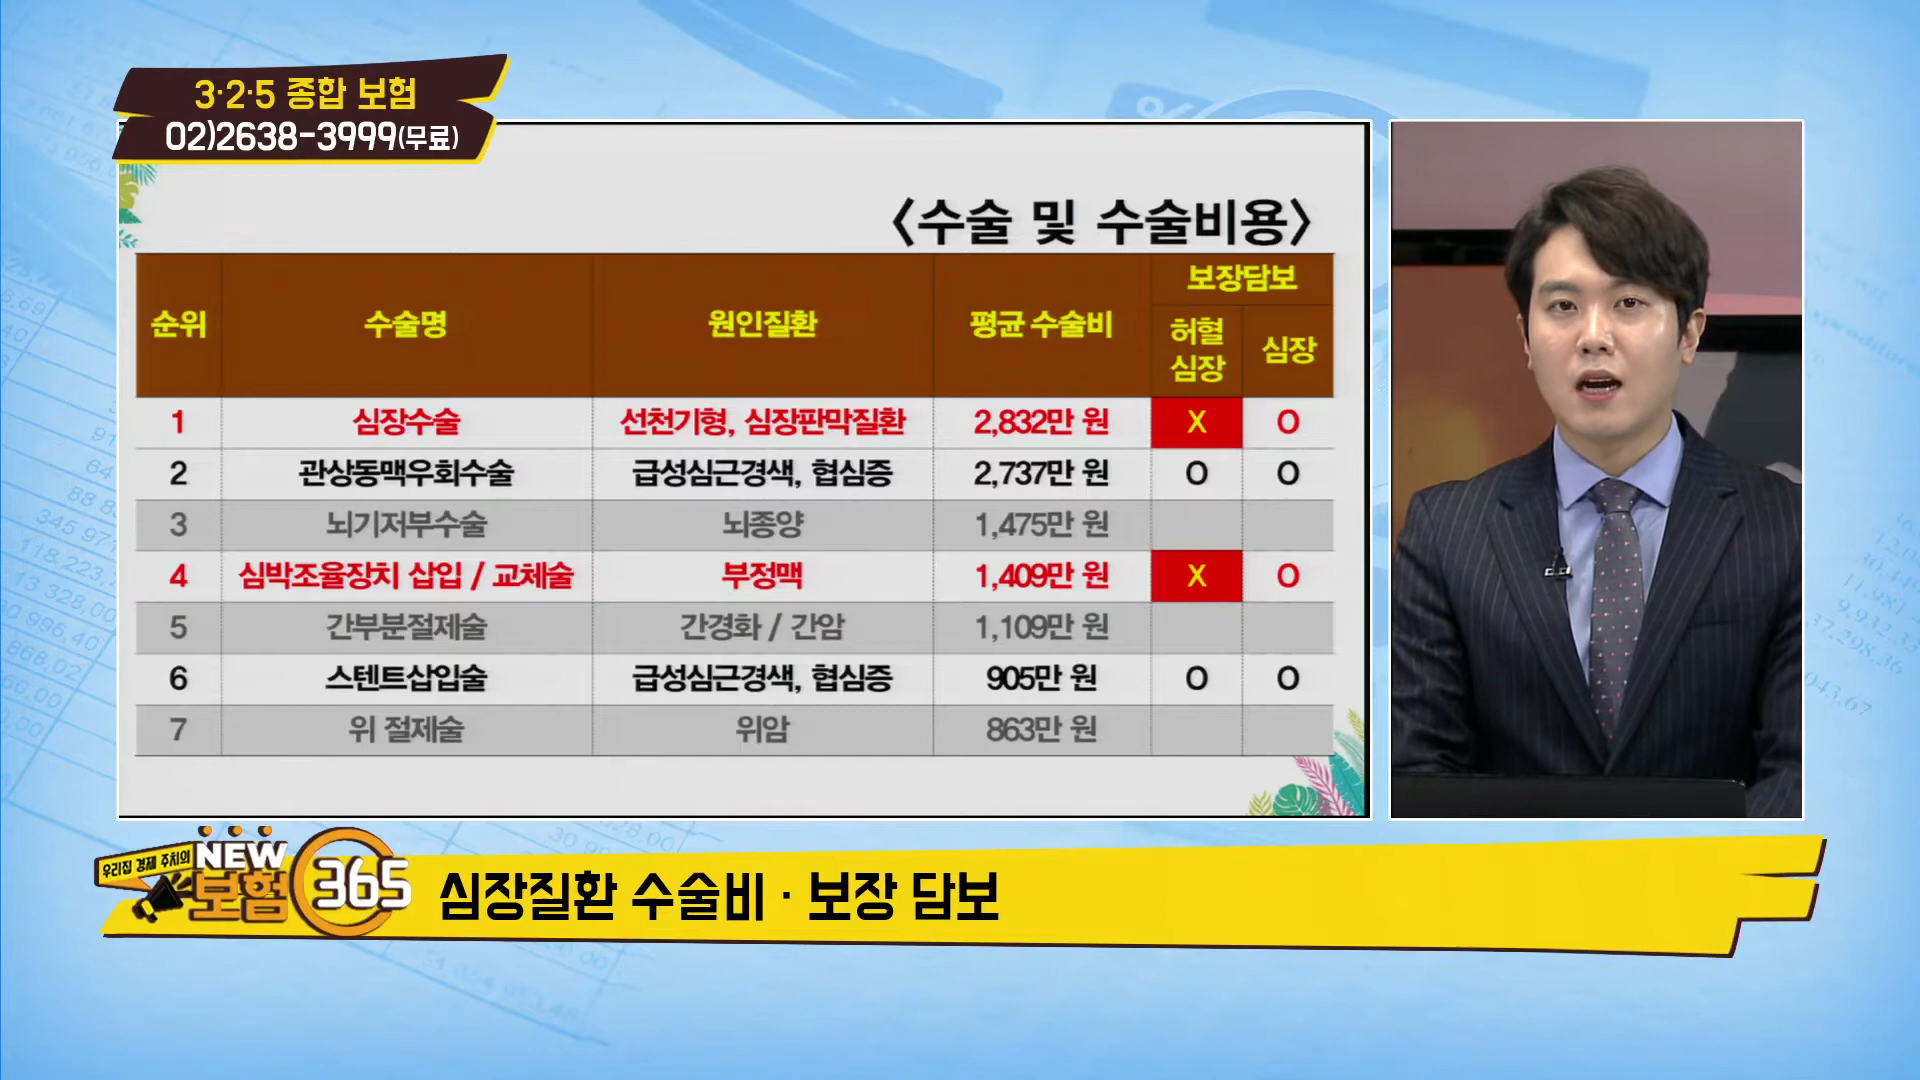 3·2·5 종합 보험
02)2638-3999(무료)
<수술 및 수술비용>
순위 수술명 원인질환 평균 수술비 보장담보
허혈심장 심장
1 심장수술 선천기형, 심장판막질환 2,832만 원 X O
2 관상동맥우회수술 급성심근경색, 협심증 2,737만 원 O O
3 뇌기저부수술 뇌종양 1,475만 원
4 심박조율장치 삽입 / 교체술 부정맥 1,409만 원 X O
5 간부분절제술 간경화 / 간암 1,109만 원
6 스텐트삽입술 급성심근경색, 협심증 905만 원 O O
7 위 절제술 위암 863만 원
우리집 경제 주치의
NEW
보험 365
심장질환 수술비 · 보장 담보